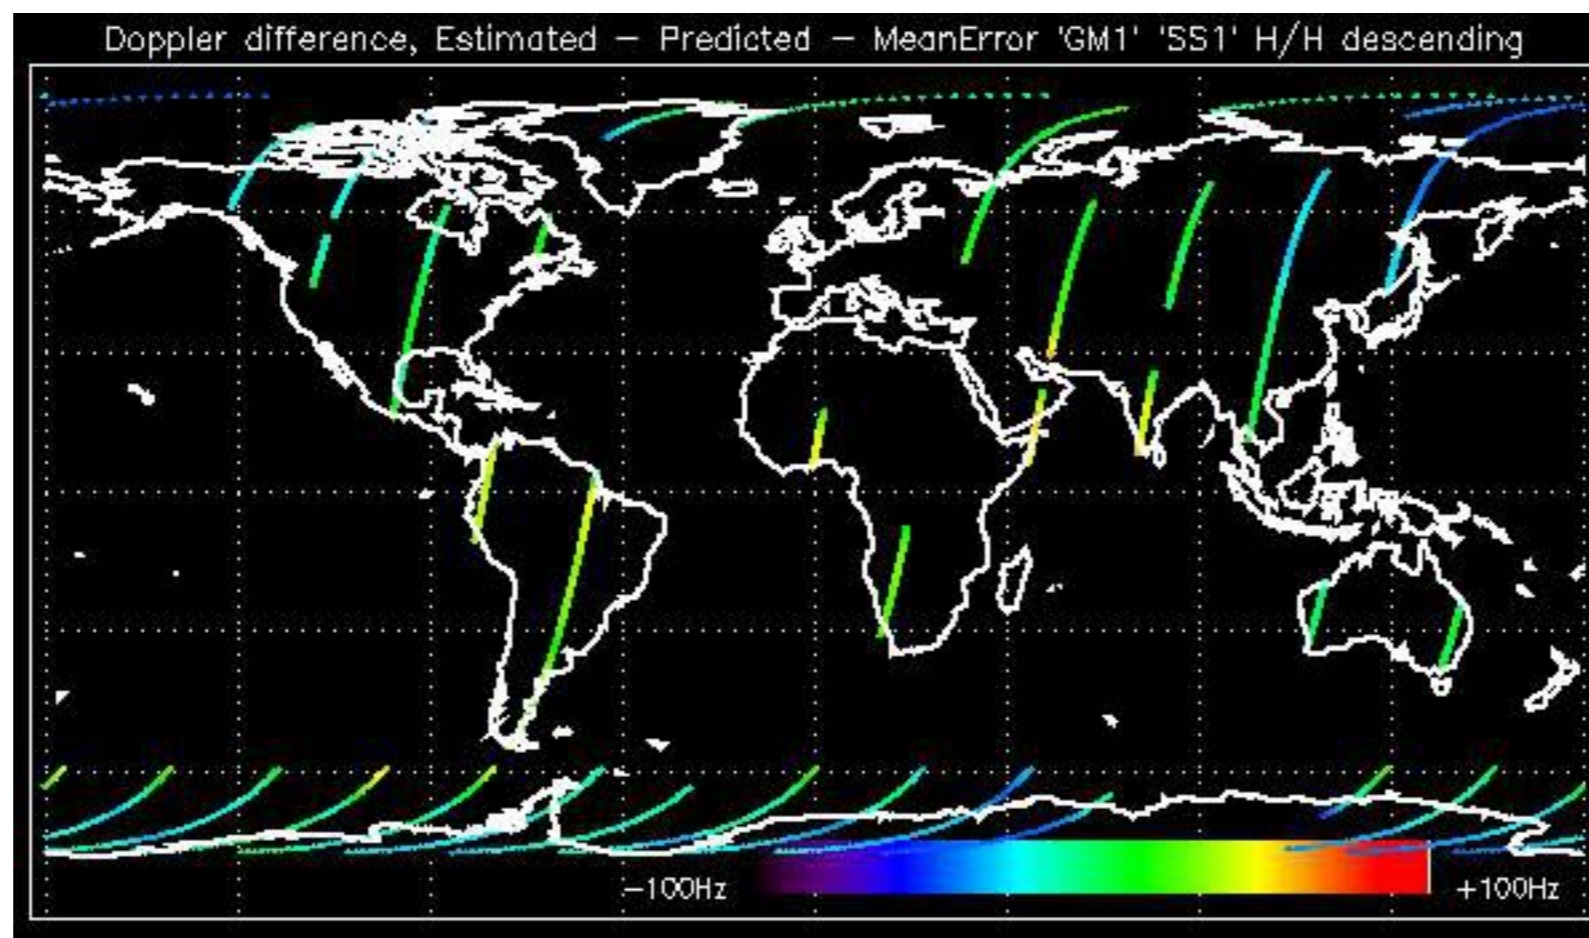 Doppler difference, Estimated – Predicted – MeanError 'GM1' 'SS1' H/H descending
–100Hz +100Hz